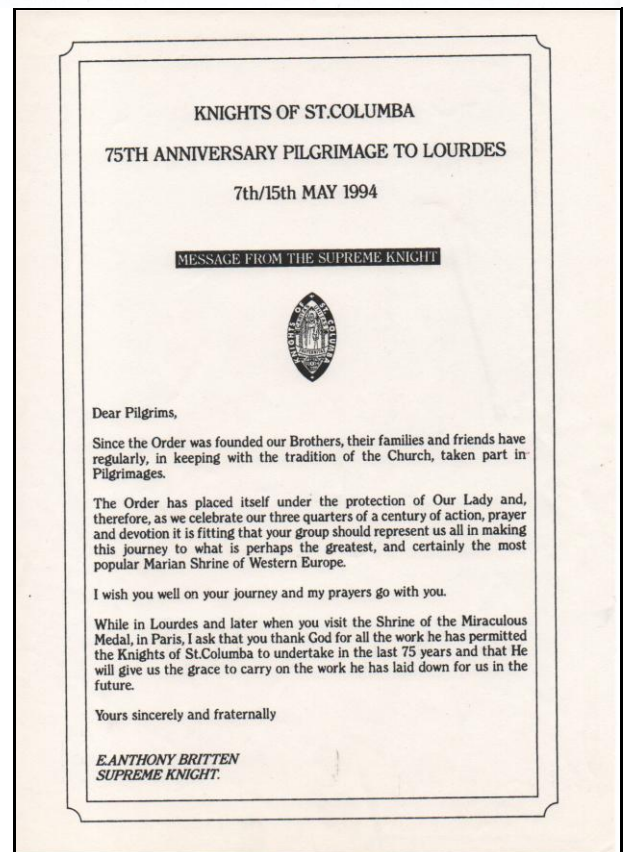 KNIGHTS OF ST.COLUMBA
75TH ANNIVERSARY PILGRIMAGE TO LOURDES
7th/15th MAY 1994
MESSAGE FROM THE SUPREME KNIGHT
KNIGHTS OF ST. COLUMBA
Dear Pilgrims,
Since the Order was founded our Brothers, their families and friends have
regularly, in keeping with the tradition of the Church, taken part in
Pilgrimages.
The Order has placed itself under the protection of Our Lady and,
therefore, as we celebrate our three quarters of a century of action, prayer
and devotion it is fitting that your group should represent us all in making
this journey to what is perhaps the greatest, and certainly the most
popular Marian Shrine of Western Europe.
I wish you well on your journey and my prayers go with you.
While in Lourdes and later when you visit the Shrine of the Miraculous
Medal, in Paris, I ask that you thank God for all the work he has permitted
the Knights of St.Columba to undertake in the last 75 years and that He
will give us the grace to carry on the work he has laid down for us in the
future.
Yours sincerely and fraternally
E.ANTHONY BRITTEN
SUPREME KNIGHT.